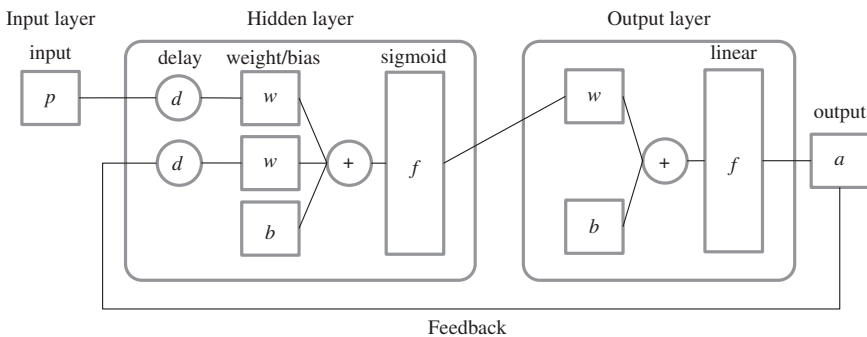 Input layer
Hidden layer
Output layer
input
delay
weight/bias
sigmoid
linear
p
d
w
w
output
d
w
+
f
+
f
a
b
b
Feedback